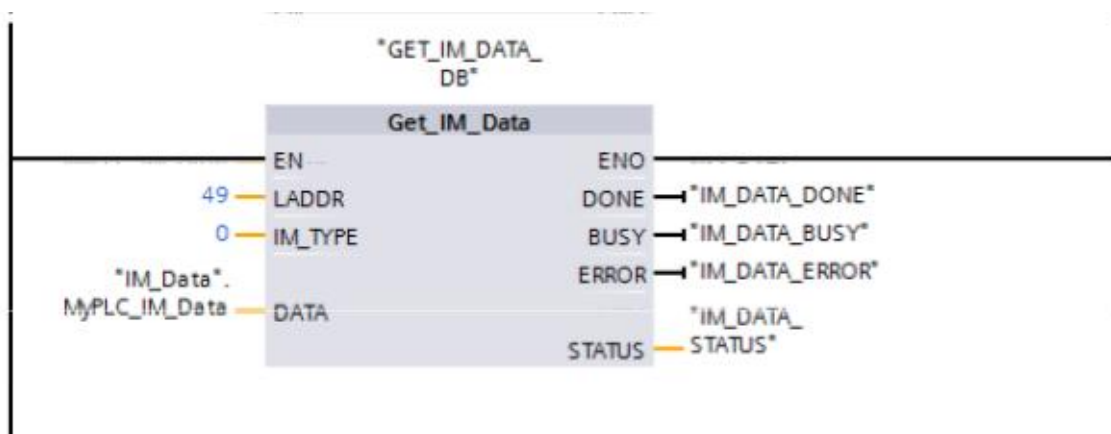 "GET_IM_DATA_
DB"
Get_IM_Data
EN ENO
49 LADDR DONE "IM_DATA_DONE"
0 IM_TYPE BUSY "IM_DATA_BUSY"
ERROR "IM_DATA_ERROR"
"IM_Data".
MyPLC_IM_Data DATA
"IM_DATA_
STATUS STATUS"